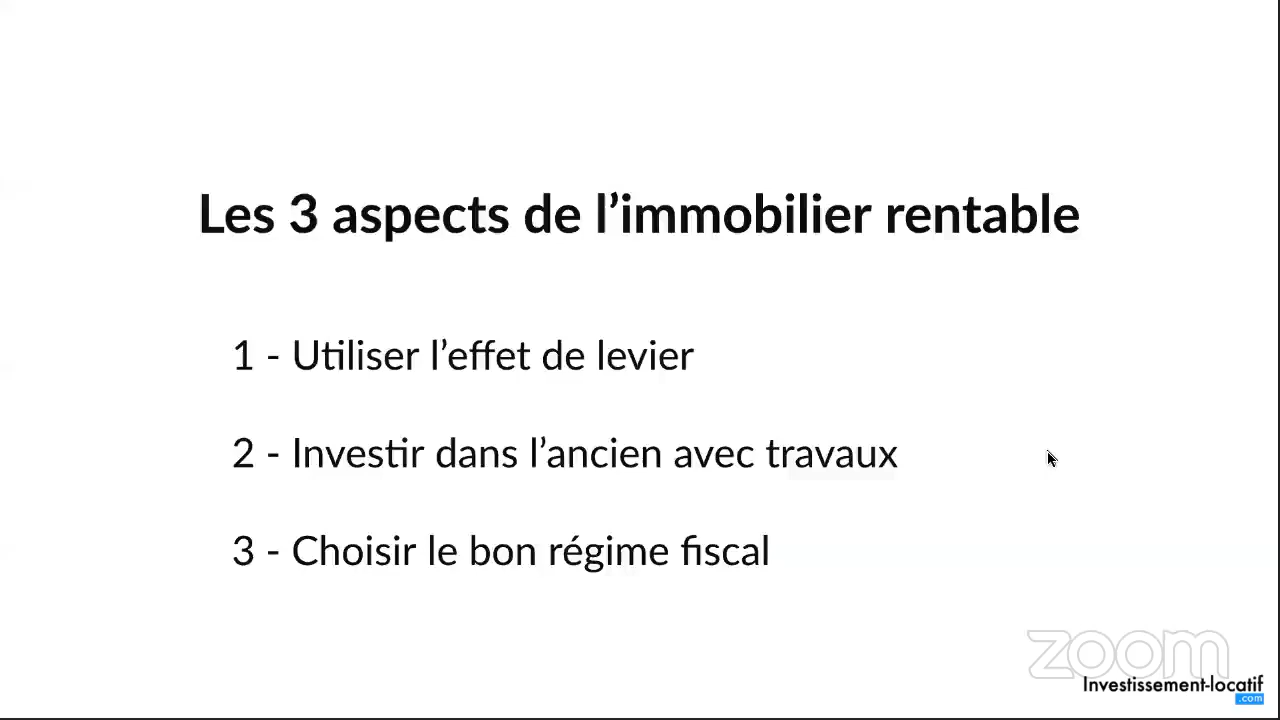 Les 3 aspects de l’immobilier rentable
1 - Utiliser l’effet de levier
2 - Investir dans l’ancien avec travaux
3 - Choisir le bon régime fiscal
zoom
Investissement-locatif
.com